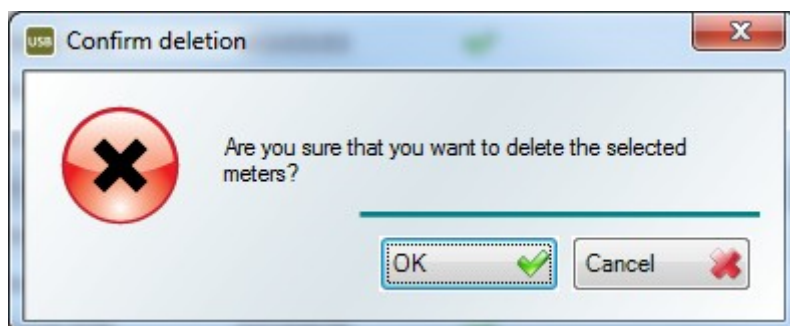 USB Confirm deletion
Are you sure that you want to delete the selected
meters?
OK Cancel